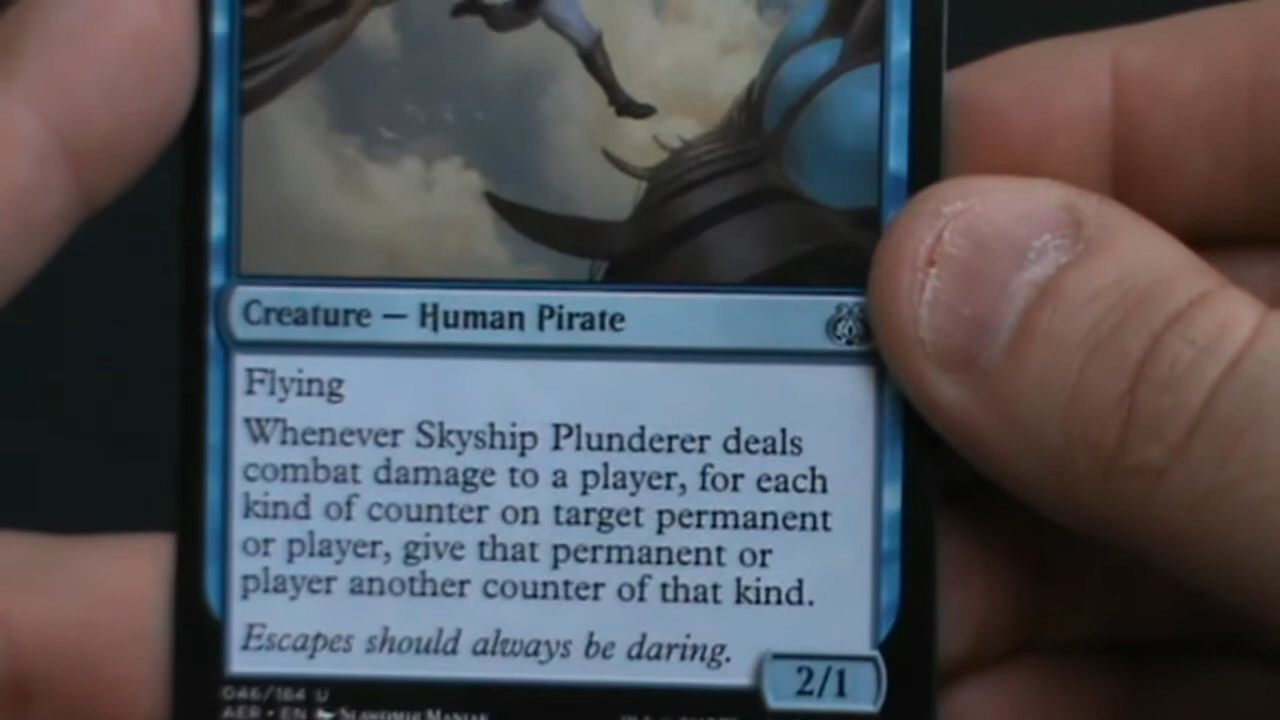 Creature — Human Pirate
Flying
Whenever Skyship Plunderer deals
combat damage to a player, for each
kind of counter on target permanent
or player, give that permanent or
player another counter of that kind.
Escapes should always be daring.
2/1
046/184 U
AER • EN